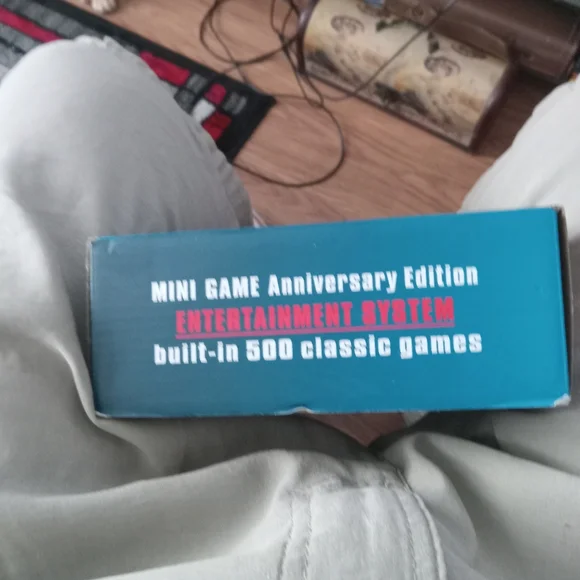 MINI GAME Anniversary Edition
ENTERTAINMENT SYSTEM
built-in 500 classic games